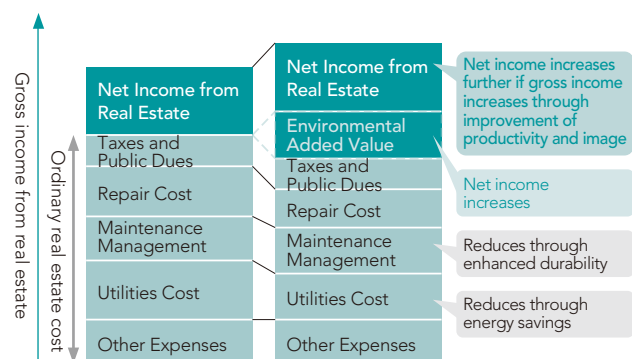 Gross income from real estate
Ordinary real estate cost
Net Income from
Real Estate
Taxes and
Public Dues
Repair Cost
Maintenance
Management
Utilities Cost
Other Expenses
Net Income from
Real Estate
Environmental
Added Value
Taxes and
Public Dues
Repair Cost
Maintenance
Management
Utilities Cost
Other Expenses
Net income increases
further if gross income
increases through
improvement of
productivity and image
Net income
increases
Reduces through
enhanced durability
Reduces through
energy savings